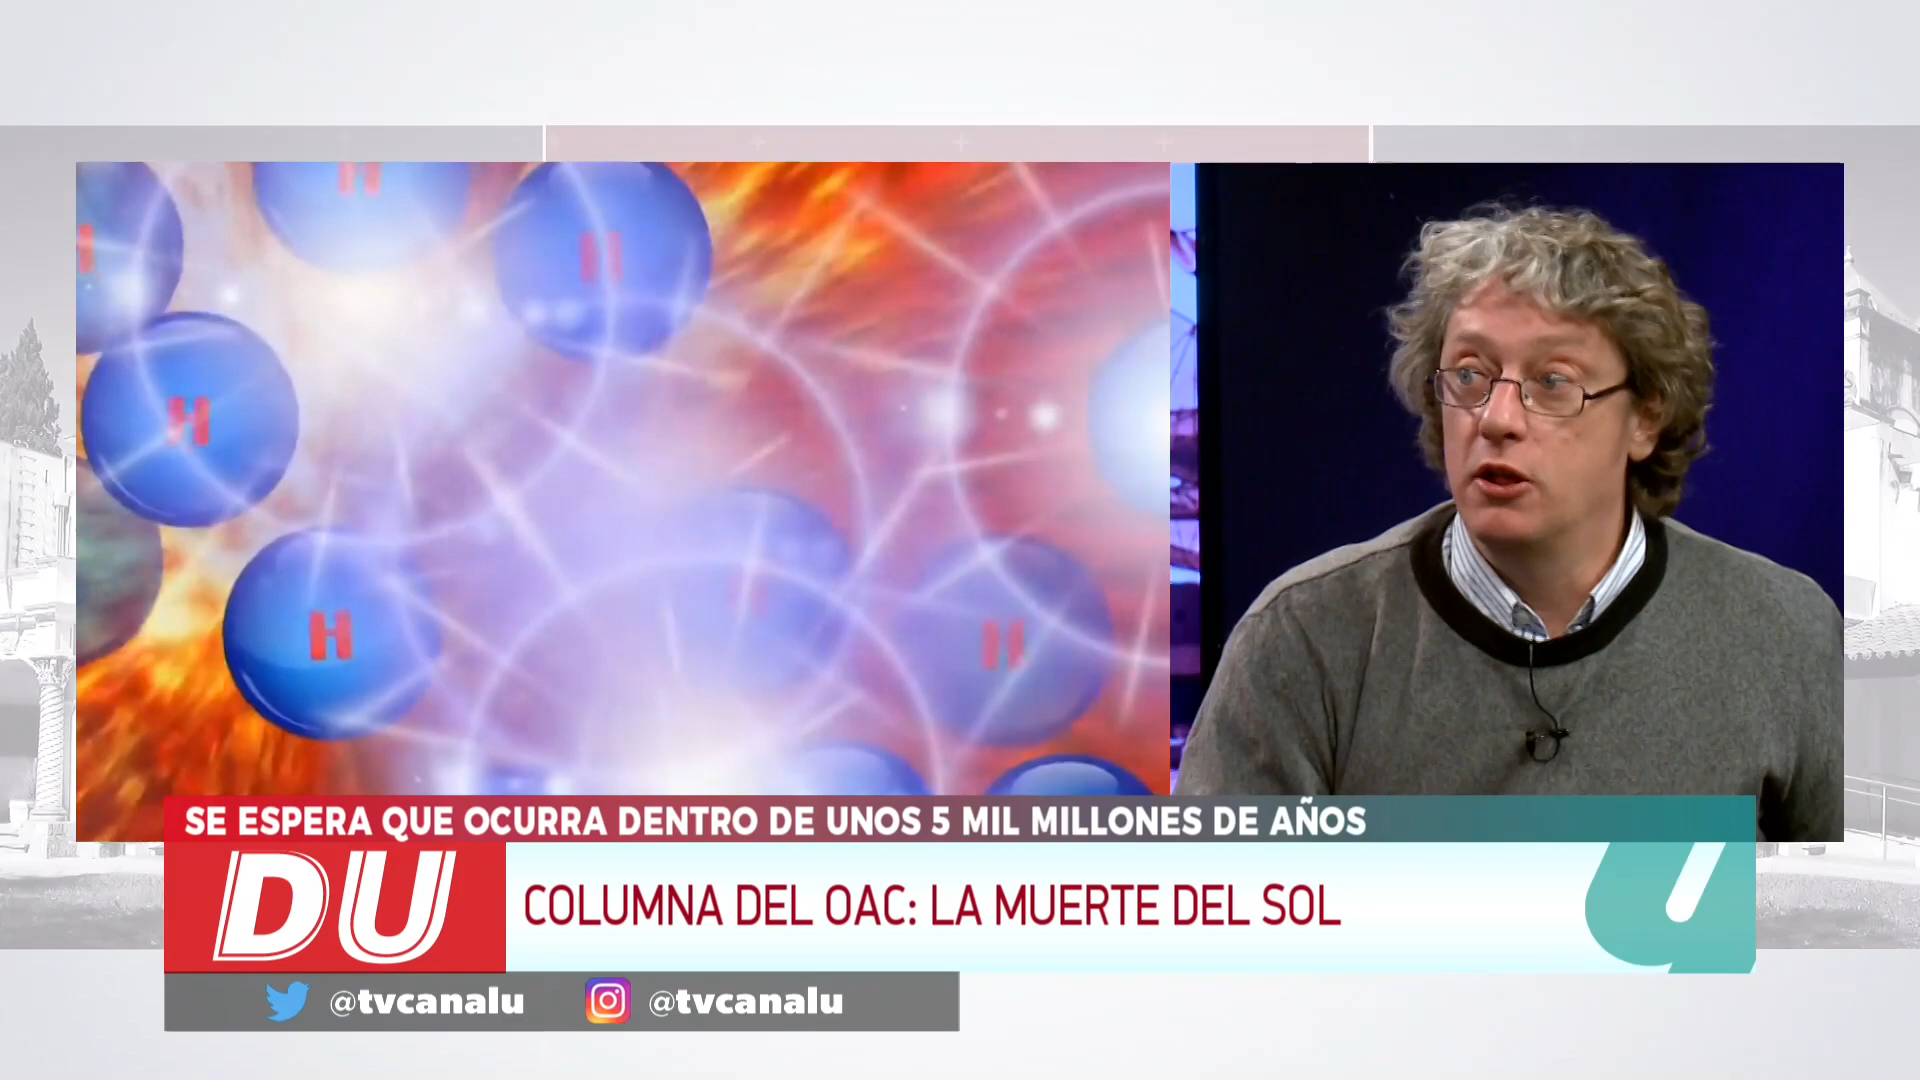 H
H
H
H
H
SE ESPERA QUE OCURRA DENTRO DE UNOS 5 MIL MILLONES DE AÑOS
DU
COLUMNA DEL OAC: LA MUERTE DEL SOL
@tvcanalu
@tvcanalu